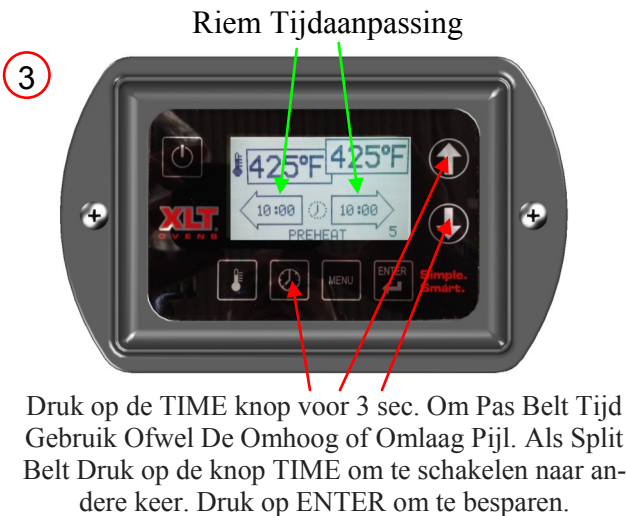 Riem Tijdaanpassing
3
425°F 425°F
10:00 10:00
PREHEAT 5
XLT
OVENS
MENU
ENTER
Simple.
Smart.
Druk op de TIME knop voor 3 sec. Om Pas Belt Tijd
Gebruik Ofwel De Omhoog of Omlaag Pijl. Als Split
Belt Druk op de knop TIME om te schakelen naar an-
dere keer. Druk op ENTER om te besparen.